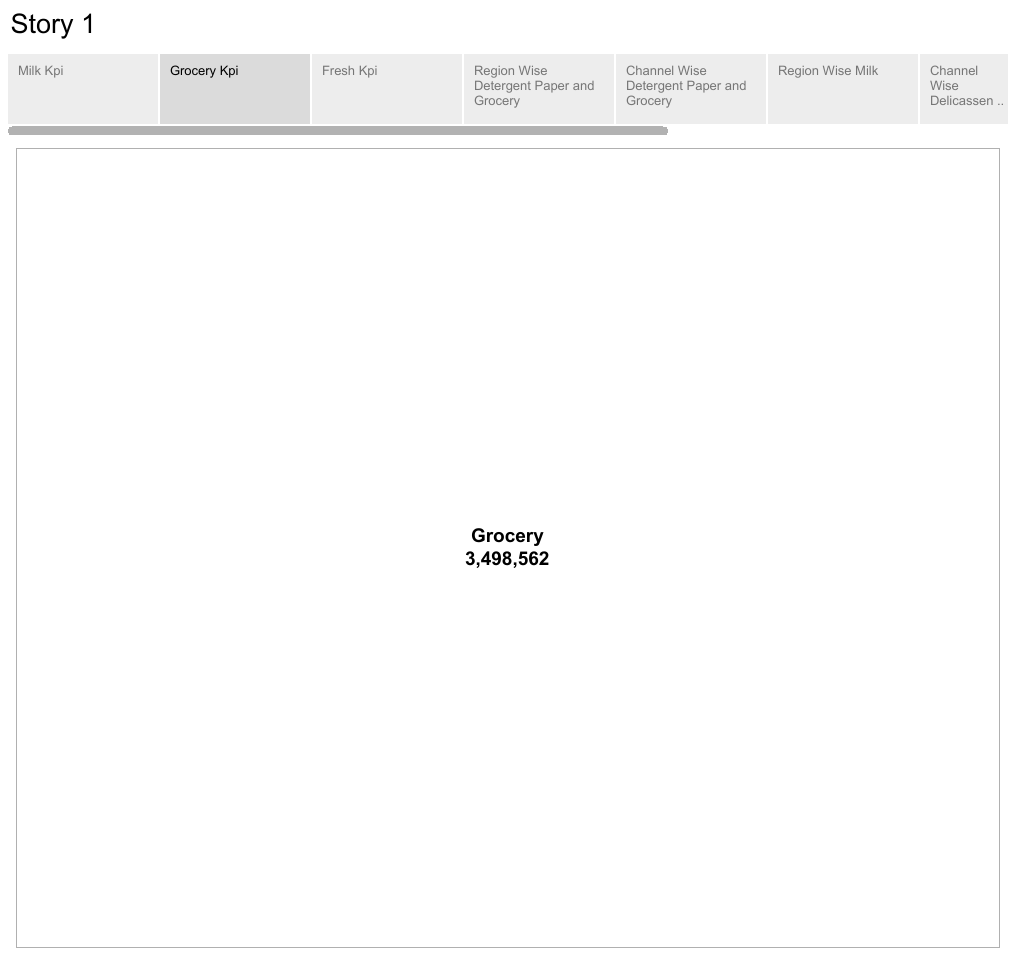 Story 1
Milk Kpi
Grocery Kpi
Fresh Kpi
Region Wise
Detergent Paper and
Grocery
Channel Wise
Detergent Paper and
Grocery
Region Wise Milk
Channel
Wise
Delicassen ..
Grocery
3,498,562